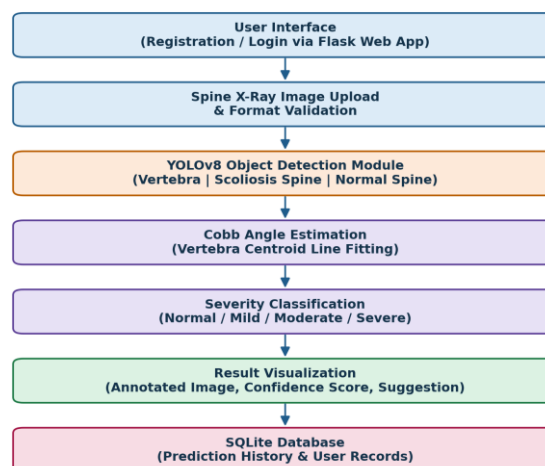 User Interface
(Registration / Login via Flask Web App)
Spine X-Ray Image Upload
& Format Validation
YOLOv8 Object Detection Module
(Vertebra | Scoliosis Spine | Normal Spine)
Cobb Angle Estimation
(Vertebra Centroid Line Fitting)
Severity Classification
(Normal / Mild / Moderate / Severe)
Result Visualization
(Annotated Image, Confidence Score, Suggestion)
SQLite Database
(Prediction History & User Records)